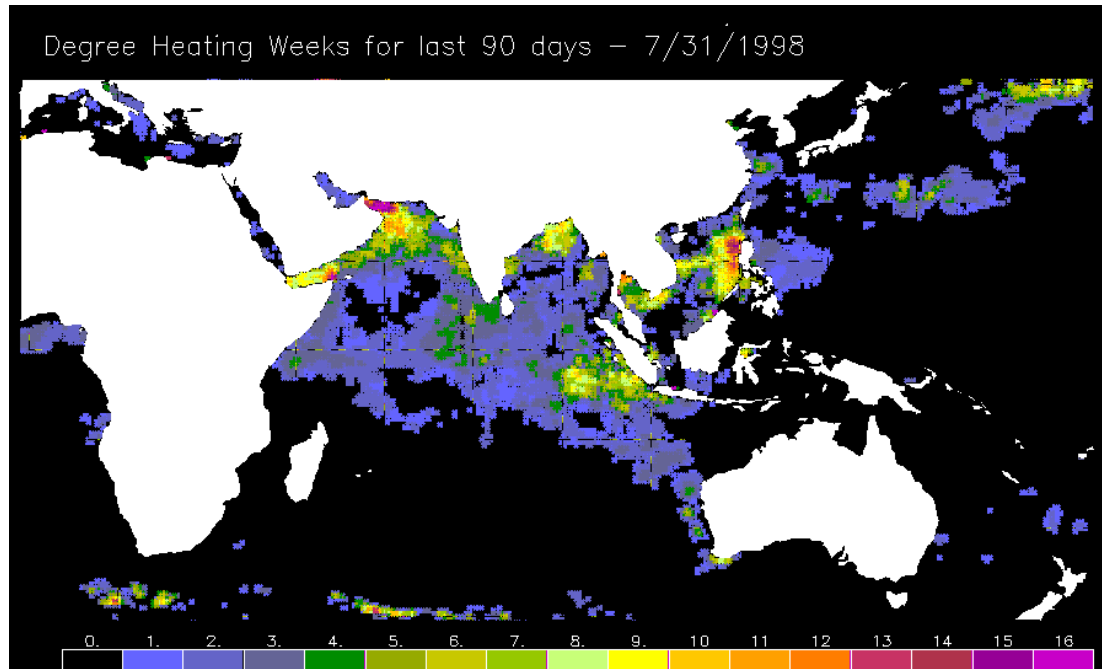 Degree Heating Weeks for last 90 days – 7/31/1998
0. 1. 2. 3. 4. 5. 6. 7. 8. 9. 10 11 12 13 14 15 16